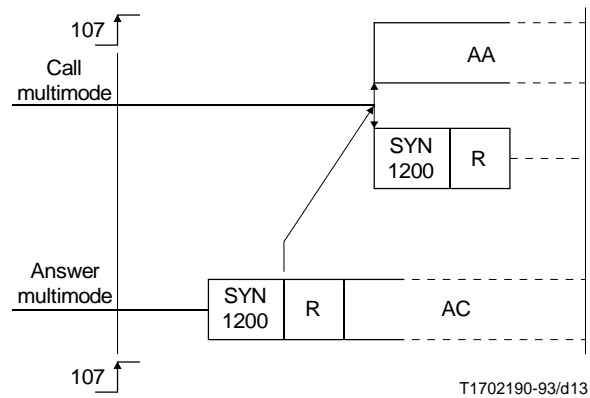 107
AA
Call
multimode
SYN
1200
R
Answer
multimode
SYN
1200
R
AC
107
T1702190-93/d13